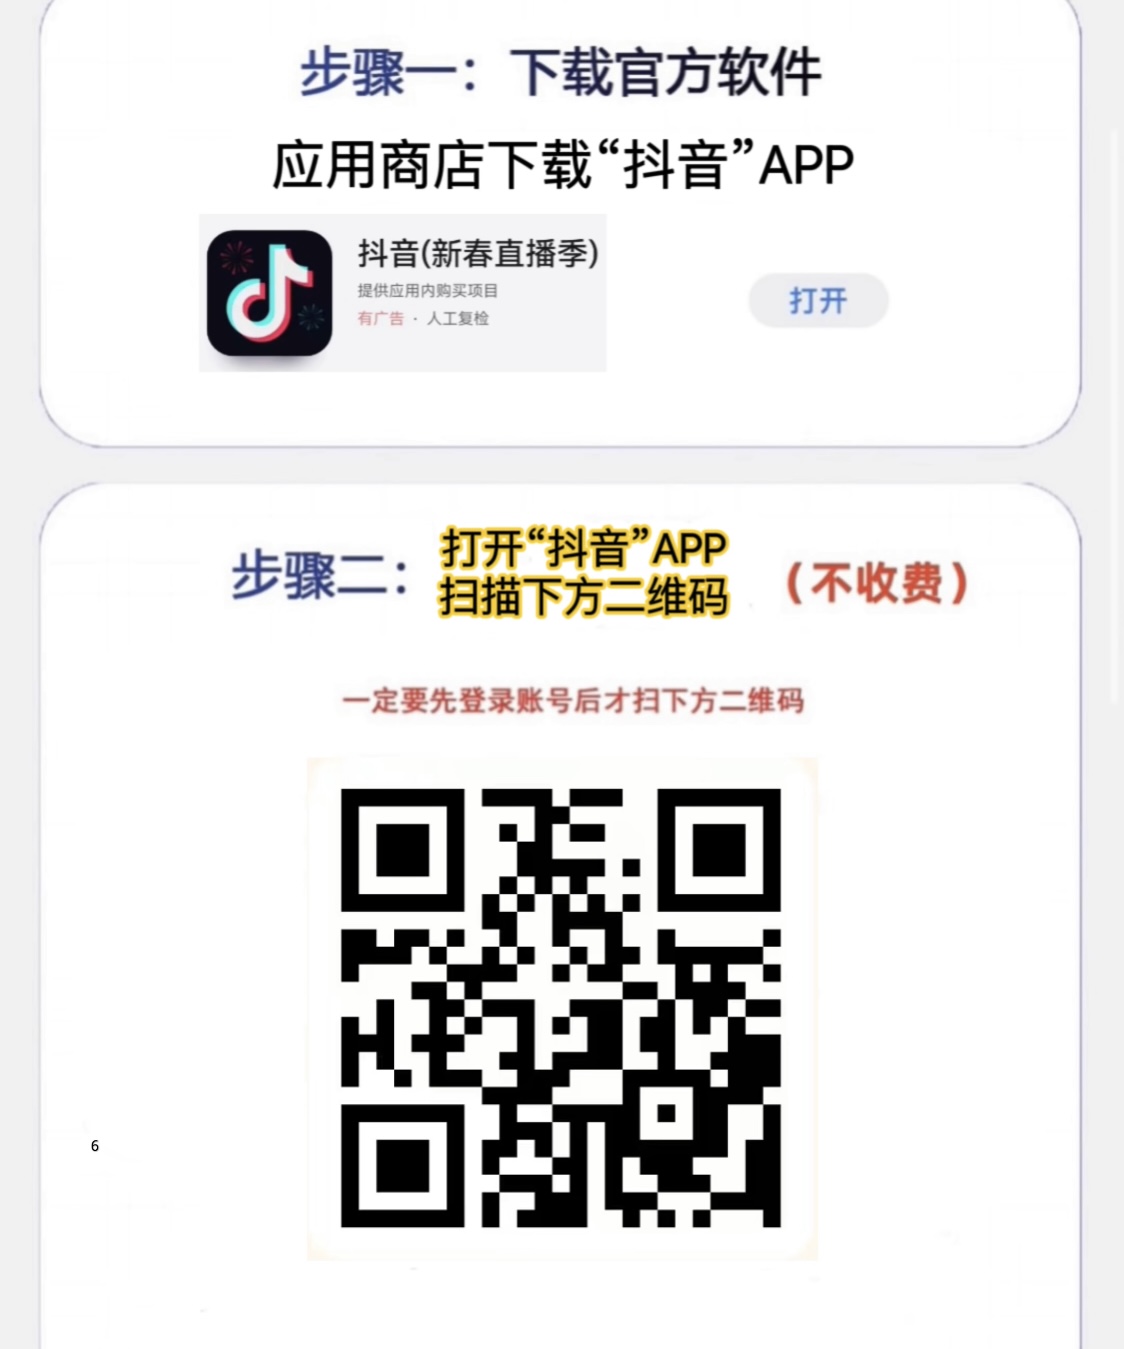 步骤一：下载官方软件
应用商店下载“抖音”APP
抖音(新春直播季)
提供应用内购买项目
有广告 · 人工复检
打开
步骤二：
打开“抖音”APP
扫描下方二维码
（不收费）
一定要先登录账号后才扫下方二维码
6